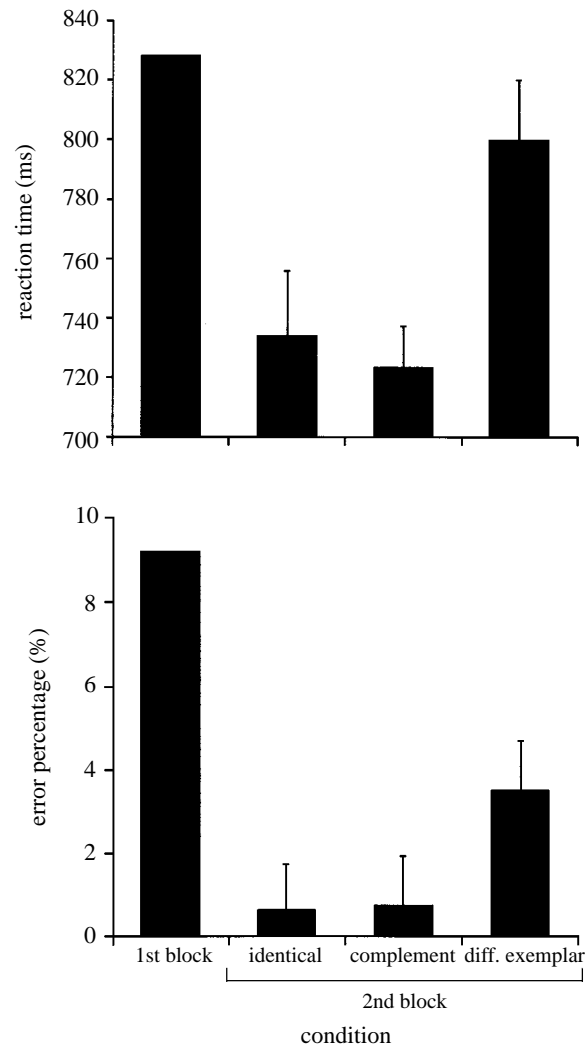 840
820
800
780
760
740
720
700
reaction time (ms)
10
8
6
4
2
0
error percentage (%)
1st block identical complement diff. exemplar
2nd block
condition